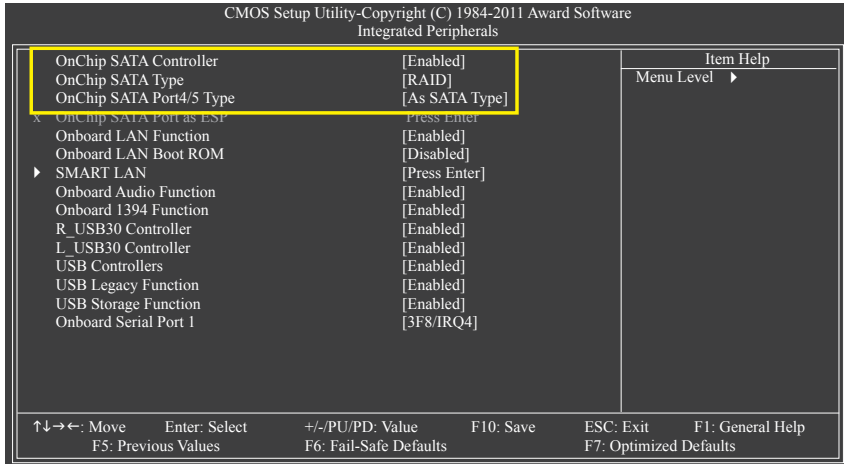 CMOS Setup Utility-Copyright (C) 1984-2011 Award Software
Integrated Peripherals
OnChip SATA Controller [Enabled]
OnChip SATA Type [RAID]
OnChip SATA Port4/5 Type [As SATA Type]
x OnChip SATA Port as ESP Press Enter
Onboard LAN Function [Enabled]
Onboard LAN Boot ROM [Disabled]
SMART LAN [Press Enter]
Onboard Audio Function [Enabled]
Onboard 1394 Function [Enabled]
R_USB30 Controller [Enabled]
L_USB30 Controller [Enabled]
USB Controllers [Enabled]
USB Legacy Function [Enabled]
USB Storage Function [Enabled]
Onboard Serial Port 1 [3F8/IRQ4]
Item Help
Menu Level
↑↓→←: Move Enter: Select +/-/PU/PD: Value F10: Save ESC: Exit F1: General Help
F5: Previous Values F6: Fail-Safe Defaults F7: Optimized Defaults